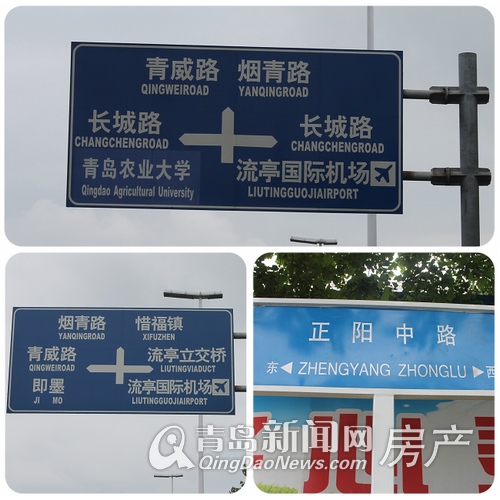 青威路 烟青路
QINGWEIROAD YANQINGROAD
长城路 长城路
CHANGCHENGROAD CHANGCHENGROAD
青岛农业大学 流亭国际机场
Qingdao Agricultural University LIUTINGGUOJIAIRPORT
烟青路 惜福镇
YANQINGROAD XIFUZHEN
青威路 流亭立交桥
QINGWEIROAD LIUTINGVIADUCT
即墨 流亭国际机场
JI MO LIUTINGGUOJIAIRPORT
正阳中路
东 ZHENGYANG ZHONGLU 西
青岛新闻网 房产
QingDaoNews.com